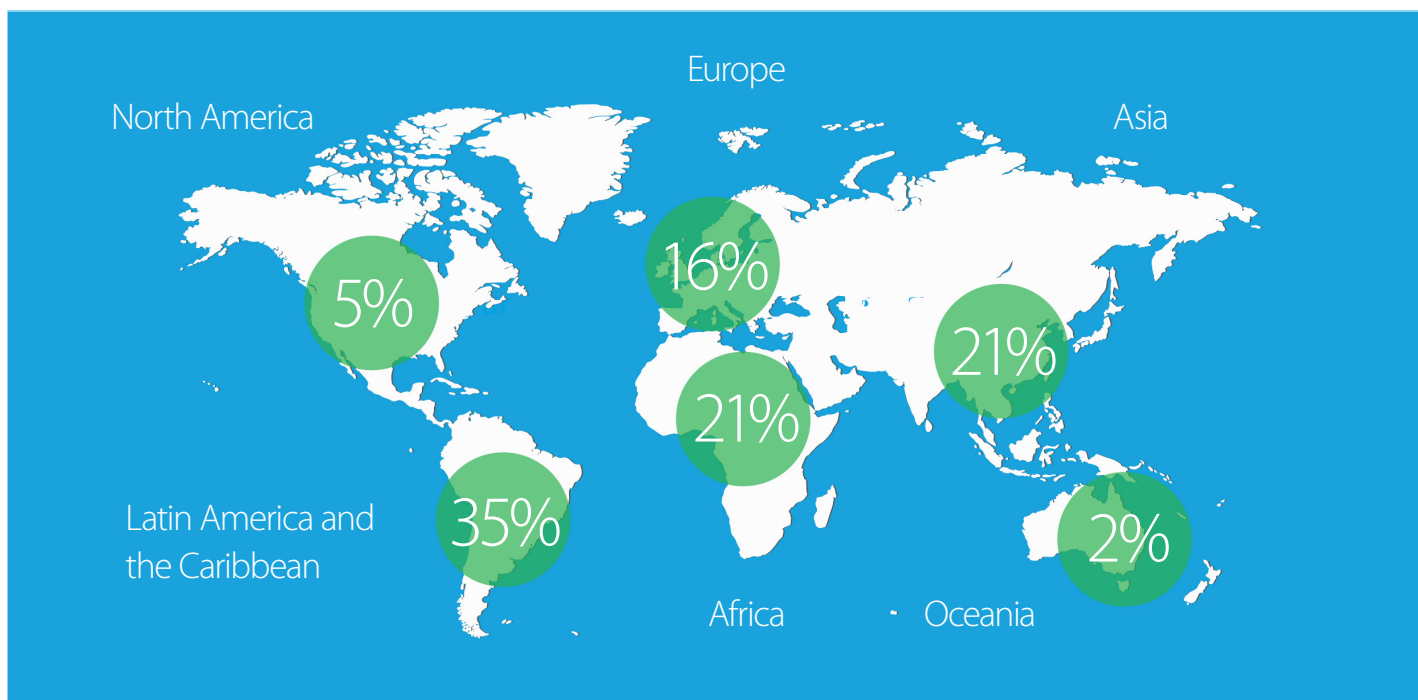 Europe
North America
Asia
16%
5%
21%
21%
35%
Latin America and
the Caribbean
2%
Africa
Oceania